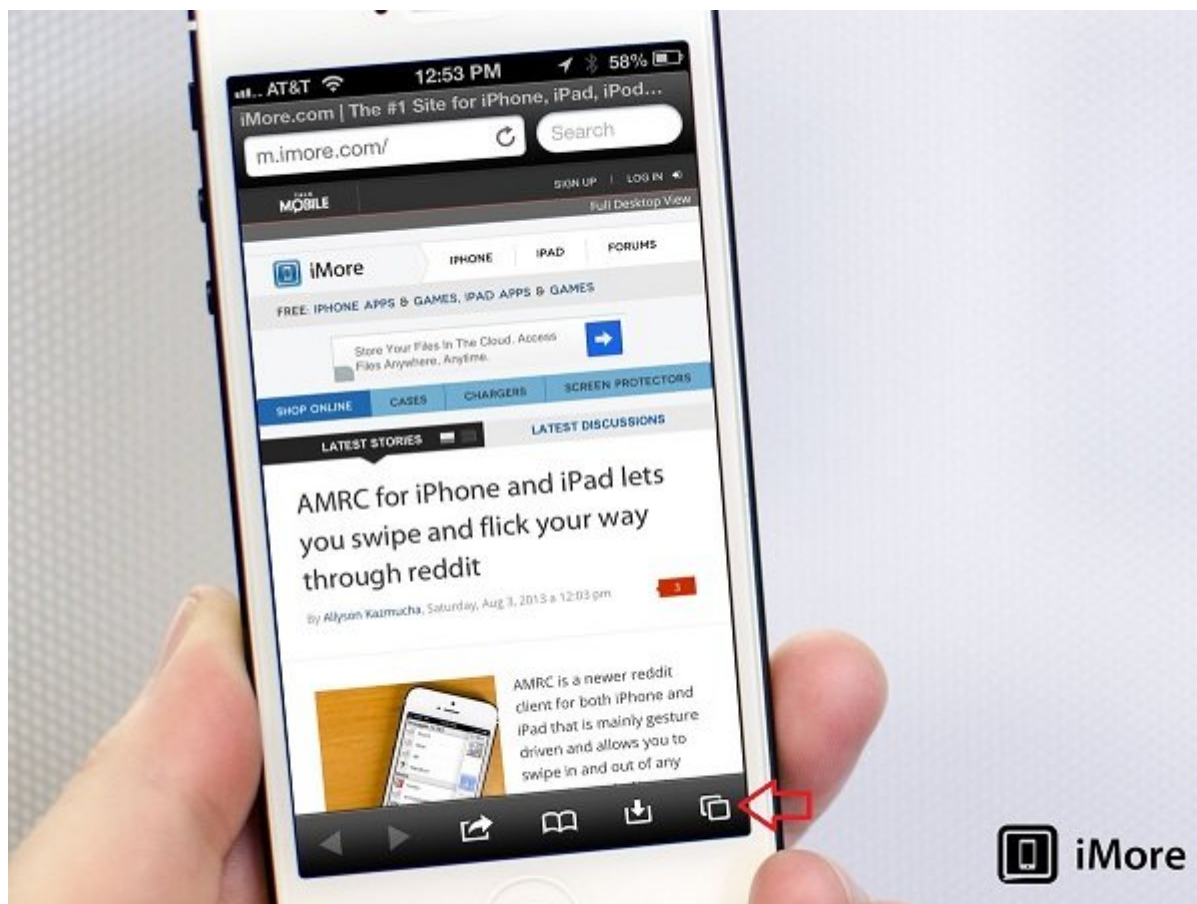 AT&T 12:53 PM 58%
iMore.com | The #1 Site for iPhone, iPad, iPod...
m.imore.com/ Search
MOBILE SIGN UP | LOG IN
Full Desktop View
iMore IPHONE IPAD FORUMS
FREE: IPHONE APPS & GAMES, IPAD APPS & GAMES
Store Your Files In The Cloud. Access
Files Anywhere, Anytime.
SHOP ONLINE CASES CHARGERS SCREEN PROTECTORS
LATEST STORIES LATEST DISCUSSIONS
AMRC for iPhone and iPad lets
you swipe and flick your way
through reddit
By Allyson Kazmucha, Saturday, Aug 3, 2013 a 12:03 pm 3
AMRC is a newer reddit
client for both iPhone and
iPad that is mainly gesture
driven and allows you to
swipe in and out of any
iMore